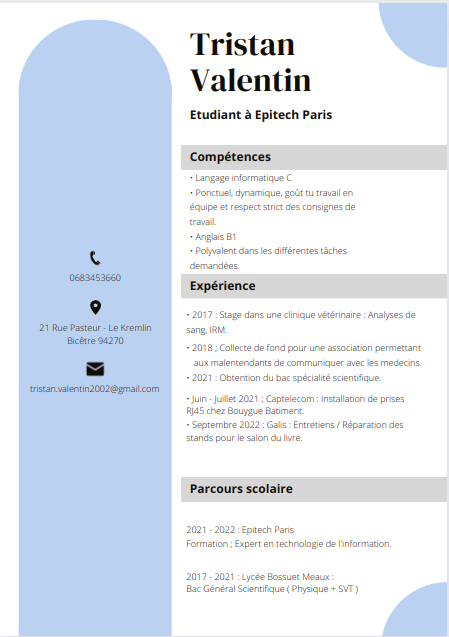 Tristan
Valentin
Etudiant à Epitech Paris
Compétences
• Langage informatique C
• Ponctuel, dynamique, goût tu travail en
équipe et respect strict des consignes de
travail.
• Anglais B1
• Polyvalent dans les différentes tâches
demandées.
0683453660
21 Rue Pasteur - Le Kremlin
Bicêtre 94270
tristan.valentin2002@gmail.com
Expérience
• 2017 : Stage dans une clinique vétérinaire : Analyses de
sang, IRM.
• 2018 ; Collecte de fond pour une association permettant
aux malentendants de communiquer avec les medecins.
• 2021 : Obtention du bac spécialité scientifique.
• Juin - Juillet 2021 ; Captelecom : Installation de prises
RJ45 chez Bouygue Batiment.
• Septembre 2022 : Galis : Entretiens / Réparation des
stands pour le salon du livre.
Parcours scolaire
2021 - 2022 : Epitech Paris
Formation ; Expert en technologie de l'information.
2017 - 2021 : Lycée Bossuet Meaux :
Bac Général Scientifique ( Physique + SVT )